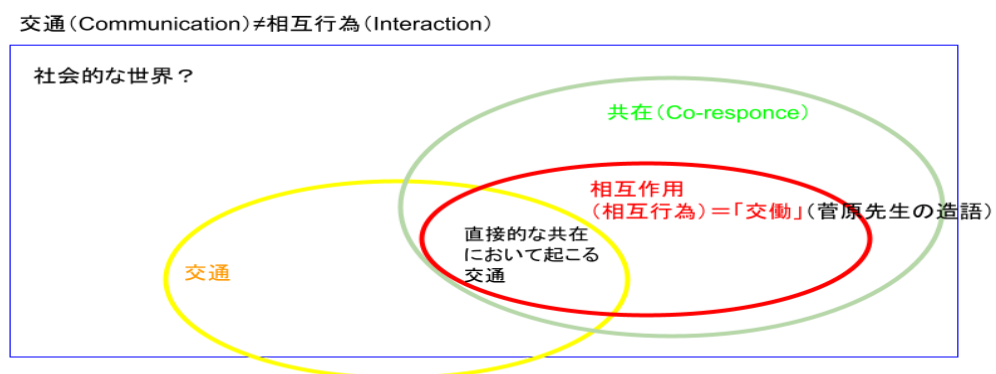 交通（Communication）≠相互行為（Interaction）
社会的な世界？
共在（Co-responce）
相互作用
（相互行為）＝「交働」（菅原先生の造語）
直接的な共在
において起こる
交通
交通